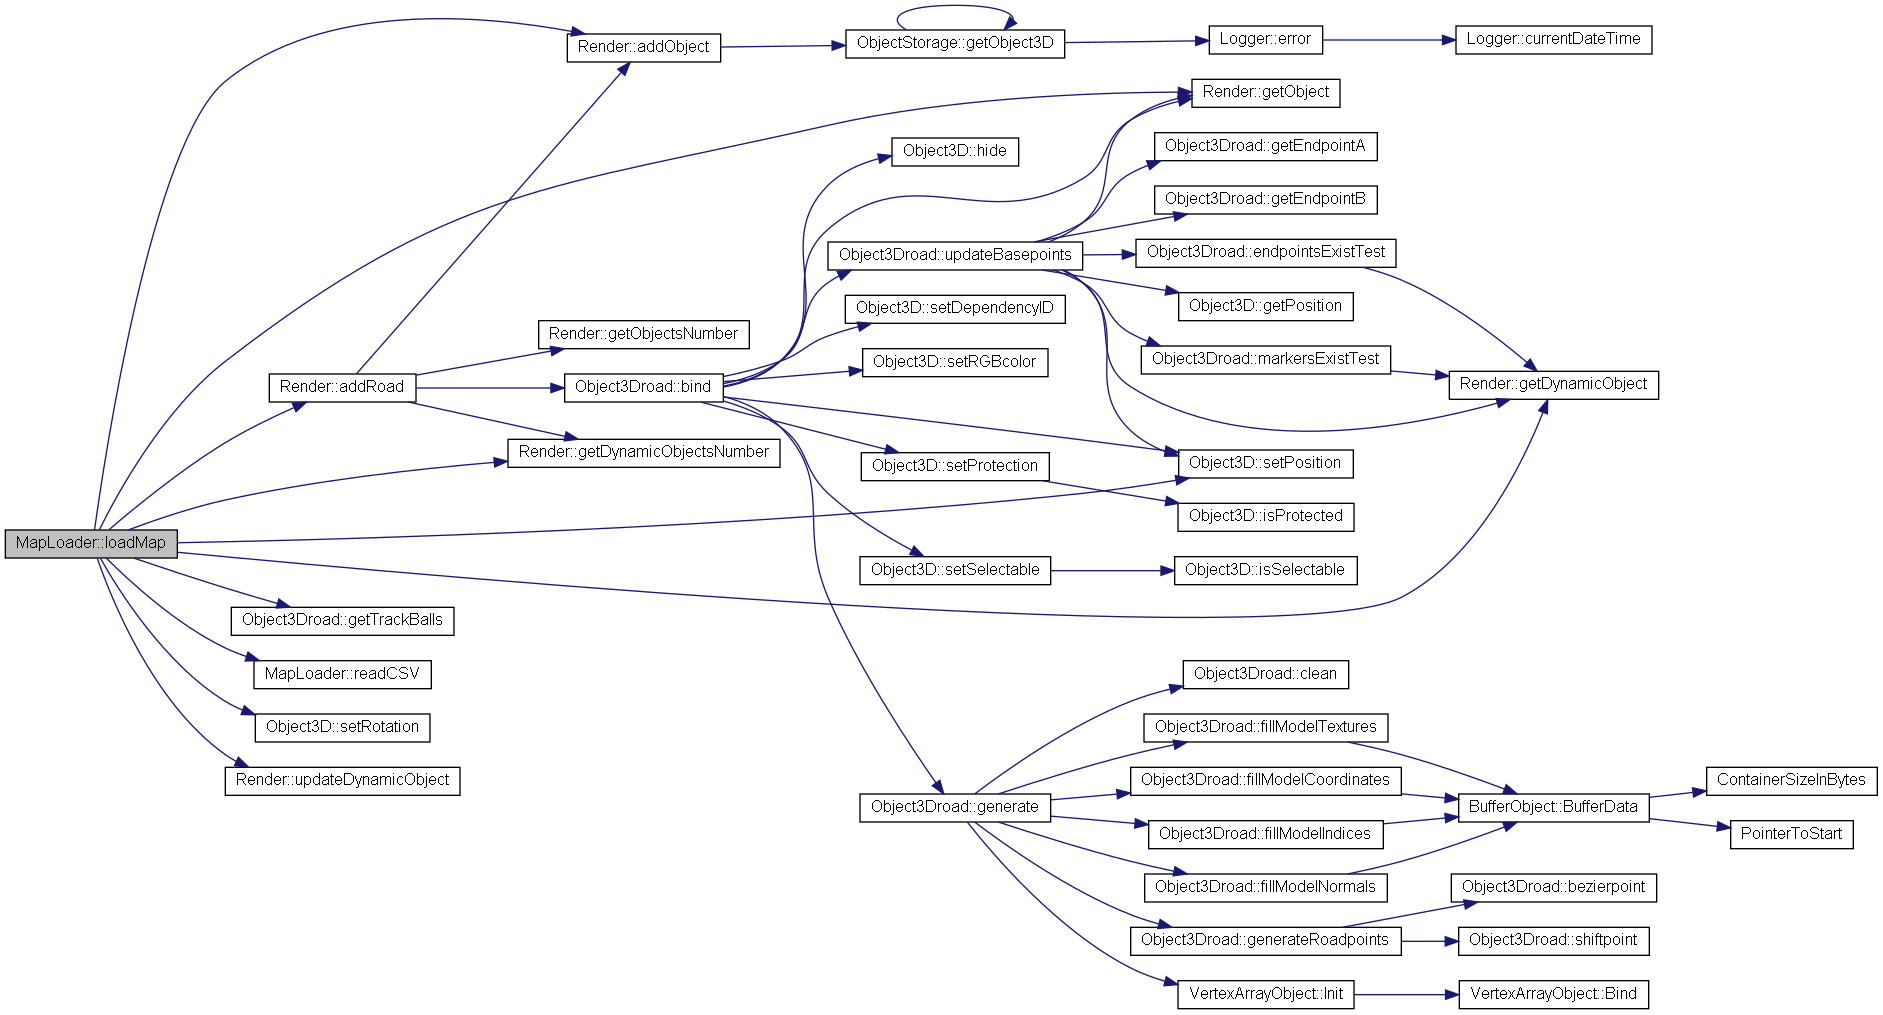 MapLoader::loadMap
Render::addObject
Render::addRoad
Render::getObjectsNumber
Object3Droad::bind
Render::getDynamicObjectsNumber
Object3Droad::getTrackBalls
MapLoader::readCSV
Object3D::setRotation
Render::updateDynamicObject
ObjectStorage::getObject3D
Object3D::hide
Object3Droad::updateBasepoints
Object3D::setDependencyID
Object3D::setRGBcolor
Object3D::setProtection
Object3D::setSelectable
Object3Droad::generate
Logger::error
Render::getObject
Object3Droad::getEndpointA
Object3Droad::getEndpointB
Object3Droad::endpointsExistTest
Object3D::getPosition
Object3Droad::markersExistTest
Object3D::setPosition
Object3D::isProtected
Object3D::isSelectable
Object3Droad::clean
Object3Droad::fillModelTextures
Object3Droad::fillModelCoordinates
Object3Droad::fillModelIndices
Object3Droad::fillModelNormals
Object3Droad::generateRoadpoints
VertexArrayObject::Init
Logger::currentDateTime
Render::getDynamicObject
BufferObject::BufferData
Object3Droad::bezierpoint
Object3Droad::shiftpoint
VertexArrayObject::Bind
ContainerSizeInBytes
PointerToStart